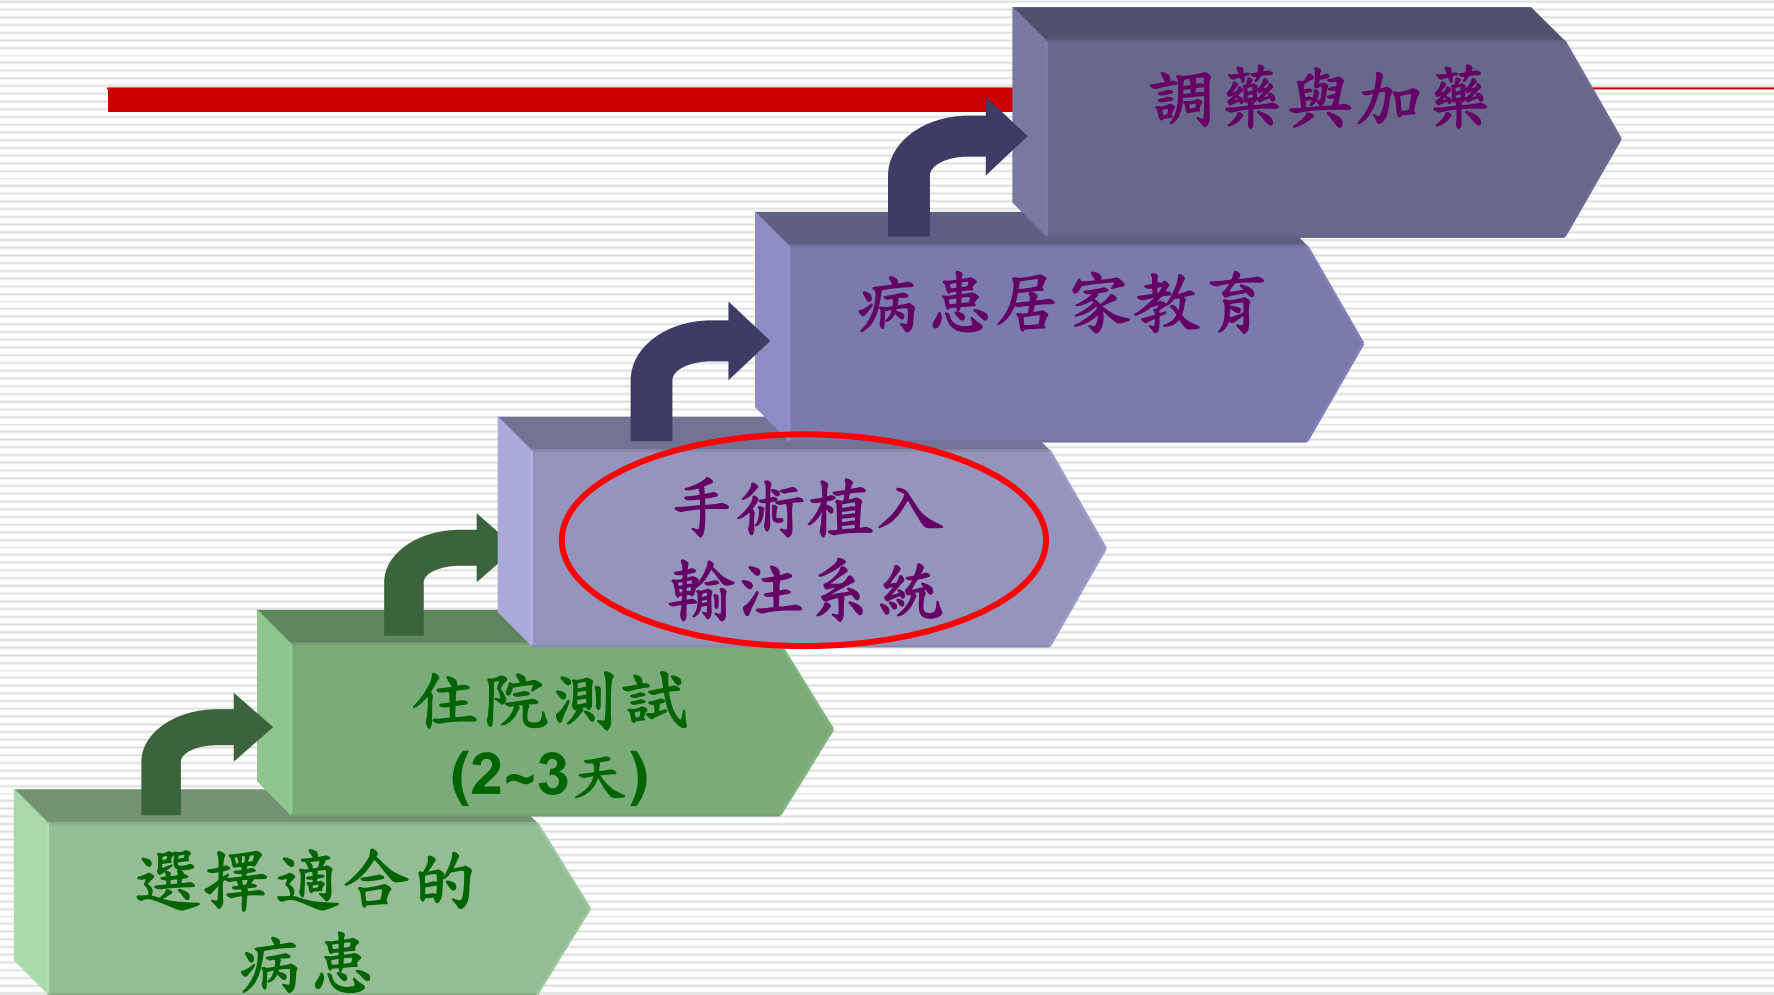 調藥與加藥
病患居家教育
手術植入
輸注系統
住院測試
(2~3天)
選擇適合的
病患